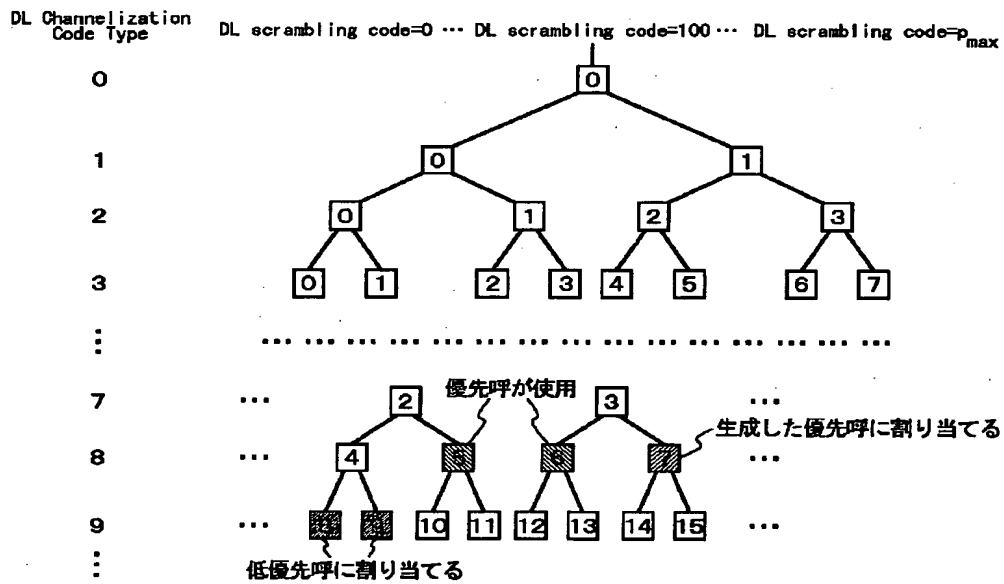 DL Channelization
Code Type
DL scrambling code=0 ··· DL scrambling code=100 ··· DL scrambling code=pmax
0 0
1 0 1
2 0 1 2 3
3 0 1 2 3 4 5 6 7
⋮ ··· ··· ··· ··· ··· ··· ··· ··· ··· ··· ··· ··· ··· ··· ···
優先呼が使用
7 ··· 2 3 ···
生成した優先呼に割り当てる
8 ··· 4 5 6 7 ···
9 ··· 10 11 12 13 14 15 ···
⋮
低優先呼に割り当てる